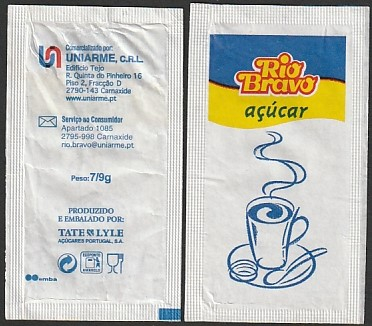 Comercializado por:
UNIARME, C.R.L.
Edifício Tejo
R. Quinta do Pinheiro 16
Piso 2, Fracção D
2790-143 Carnaxide
www.uniarme.pt
Serviço ao Consumidor
Apartado 1085
2795-998 Carnaxide
rio.bravo@uniarme.pt
Peso: 7/9g
PRODUZIDO
E EMBALADO POR:
TATE & LYLE
AÇÚCARES PORTUGAL, S.A.
emba
Rio
Bravo
açúcar